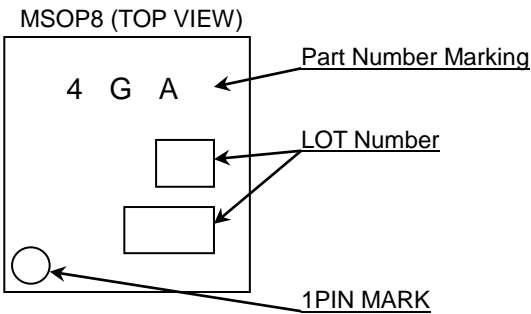 MSOP8 (TOP VIEW)
Part Number Marking
4 G A
LOT Number
1PIN MARK